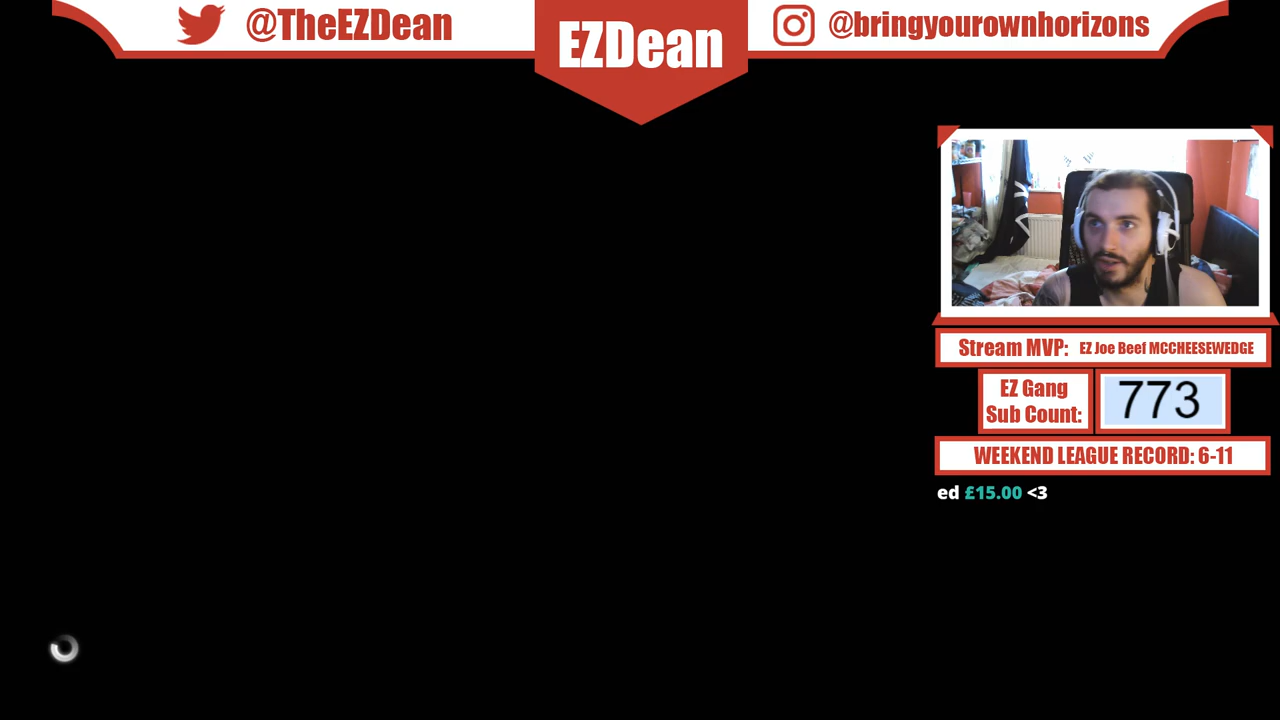 @TheEZDean
EZDean
@bringyourownhorizons
Stream MVP: EZ Joe Beef MCCHEESEWEDGE
EZ Gang
Sub Count:
773
WEEKEND LEAGUE RECORD: 6-11
ed £15.00 <3